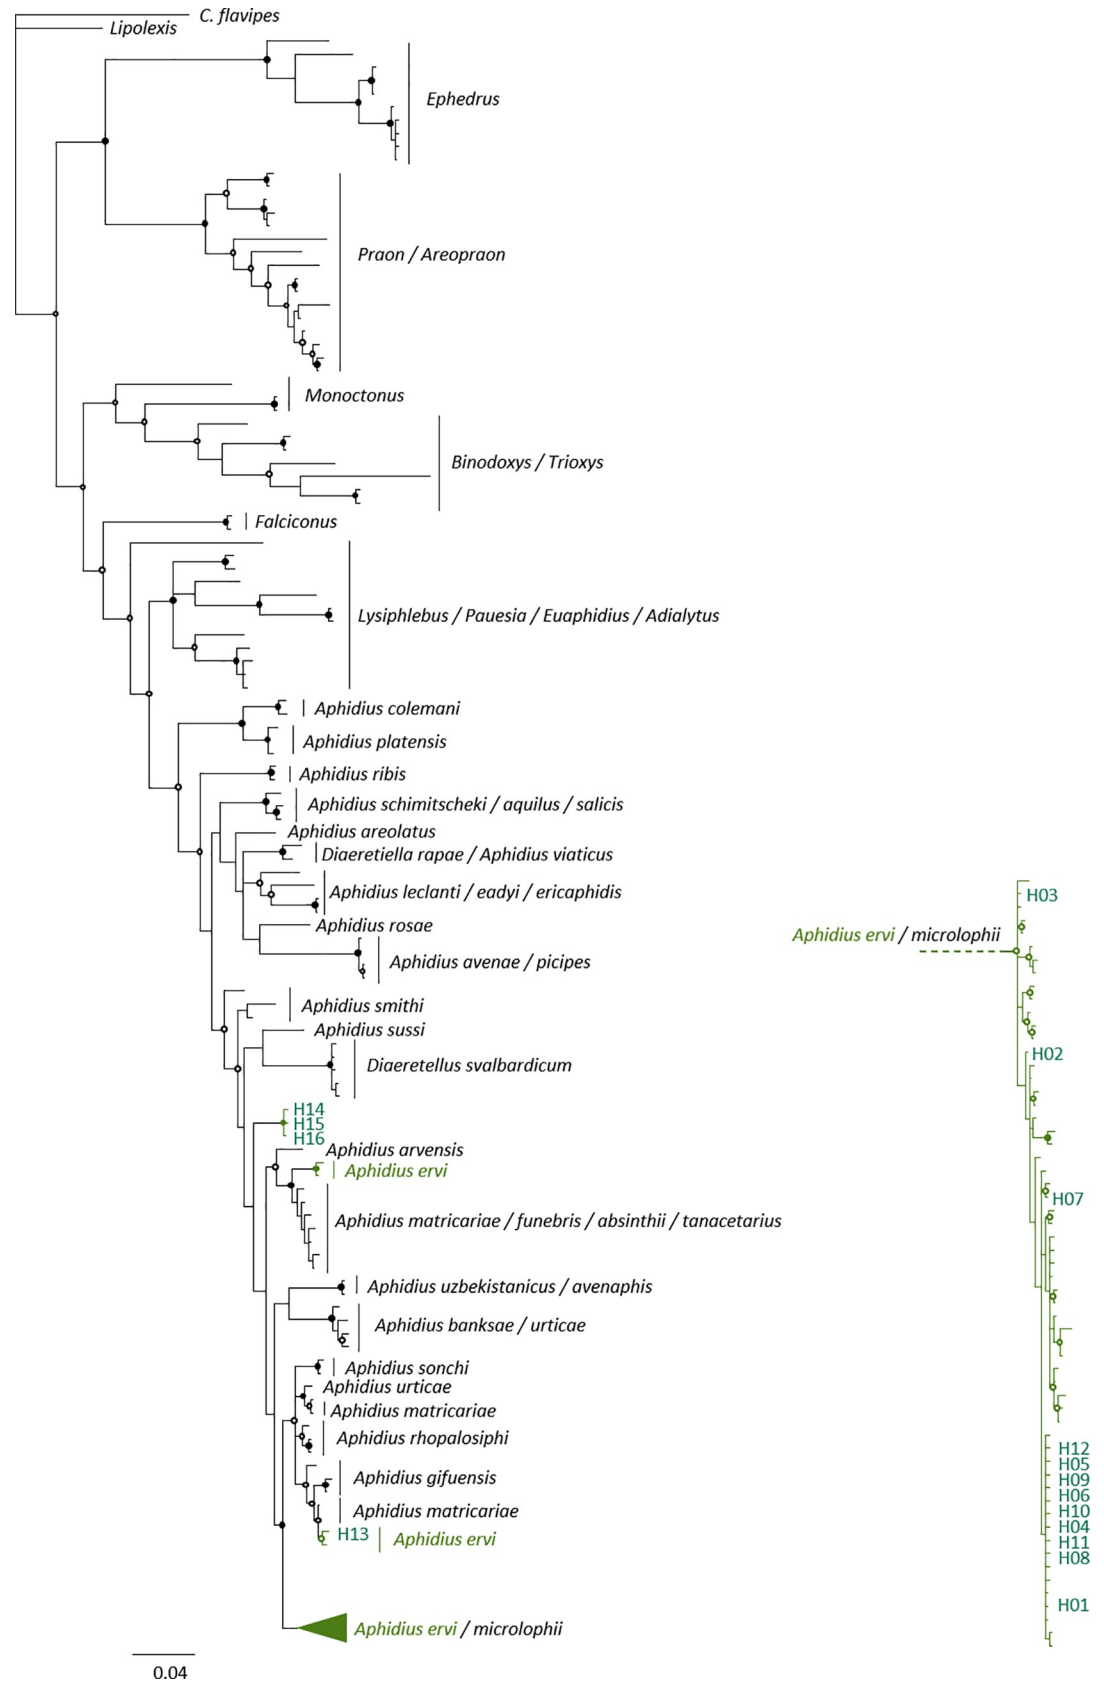 C. flavipes
Lipolexis
Ephedrus
Praon / Areopraon
Monoctonus
Binodoxys / Trioxys
Falciconus
Lysiphlebus / Pauesia / Euaphidius / Adialytus
Aphidius colemani
Aphidius platensis
Aphidius ribis
Aphidius schimitscheki / aquilus / salicis
Aphidius areolatus
Diaeretiella rapae / Aphidius viaticus
Aphidius leclanti / eadyi / ericaphidis
Aphidius rosae
Aphidius avenae / picipes
Aphidius smithi
Aphidius sussi
Diaeretellus svalbardicum
H14
H15
H16
Aphidius arvensis
Aphidius ervi
Aphidius matricariae / funebris / absinthii / tanacetarius
Aphidius uzbekistanicus / avenaphis
Aphidius banksae / urticae
Aphidius sonchi
Aphidius urticae
Aphidius matricariae
Aphidius rhopalosiphi
Aphidius gifuensis
Aphidius matricariae
H13 Aphidius ervi
Aphidius ervi / microlophii
0.04
Aphidius ervi / microlophii
H03
H02
H07
H12
H05
H09
H06
H10
H04
H11
H08
H01